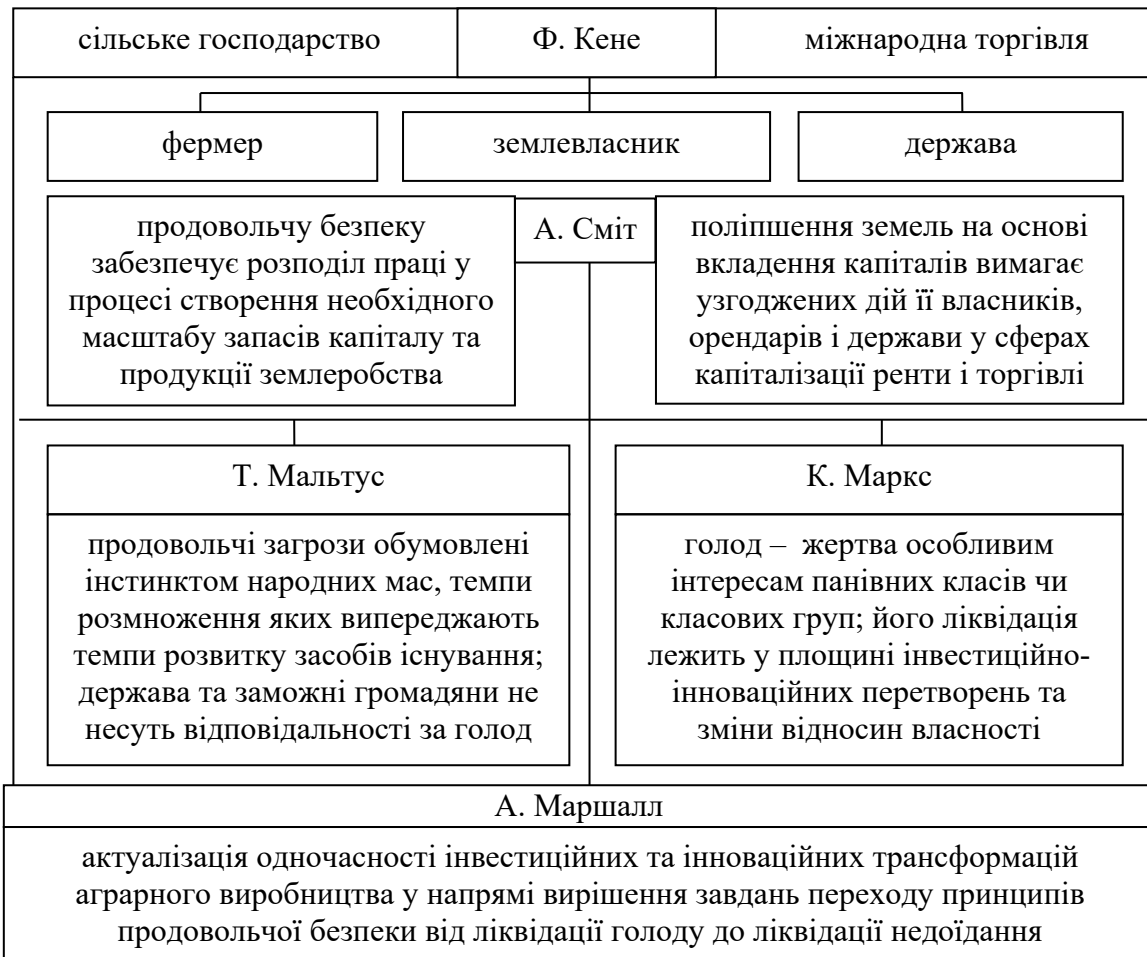 сільське господарство
Ф. Кене
міжнародна торгівля
фермер
землевласник
держава
продовольчу безпеку
забезпечує розподіл праці у
процесі створення необхідного
масштабу запасів капіталу та
продукції землеробства
А. Сміт
поліпшення земель на основі
вкладення капіталів вимагає
узгоджених дій її власників,
орендарів і держави у сферах
капіталізації ренти і торгівлі
Т. Мальтус
продовольчі загрози обумовлені
інстинктом народних мас, темпи
розмноження яких випереджають
темпи розвитку засобів існування;
держава та заможні громадяни не
несуть відповідальності за голод
К. Маркс
голод – жертва особливим
інтересам панівних класів чи
класових груп; його ліквідація
лежить у площині інвестиційно-
інноваційних перетворень та
зміни відносин власності
А. Маршалл
актуалізація одночасності інвестиційних та інноваційних трансформацій
аграрного виробництва у напрямі вирішення завдань переходу принципів
продовольчої безпеки від ліквідації голоду до ліквідації недоїдання